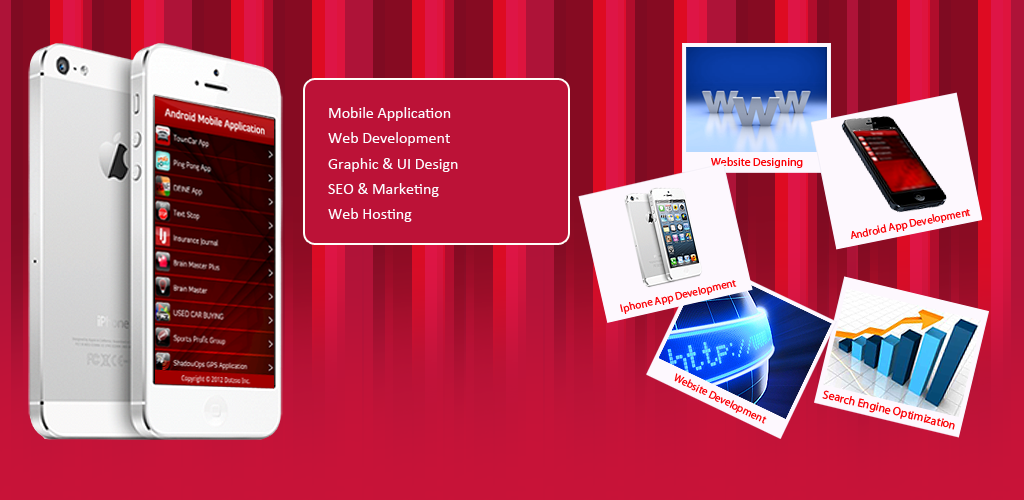 Android Mobile Application
TownCar App
Ping Pong App
DEINE App
Text Stop
Insurance Journal
Brain Master Plus
Brain Master
USED CAR BUYING
Sports Profit Group
ShadowOps GPS Application
Copyright © 2012 Inc.
iPhone
Mobile Application
Web Development
Graphic & UI Design
SEO & Marketing
Web Hosting
WWW
Website Designing
Android App Development
Iphone App Development
http://
Website Development
Search Engine Optimization